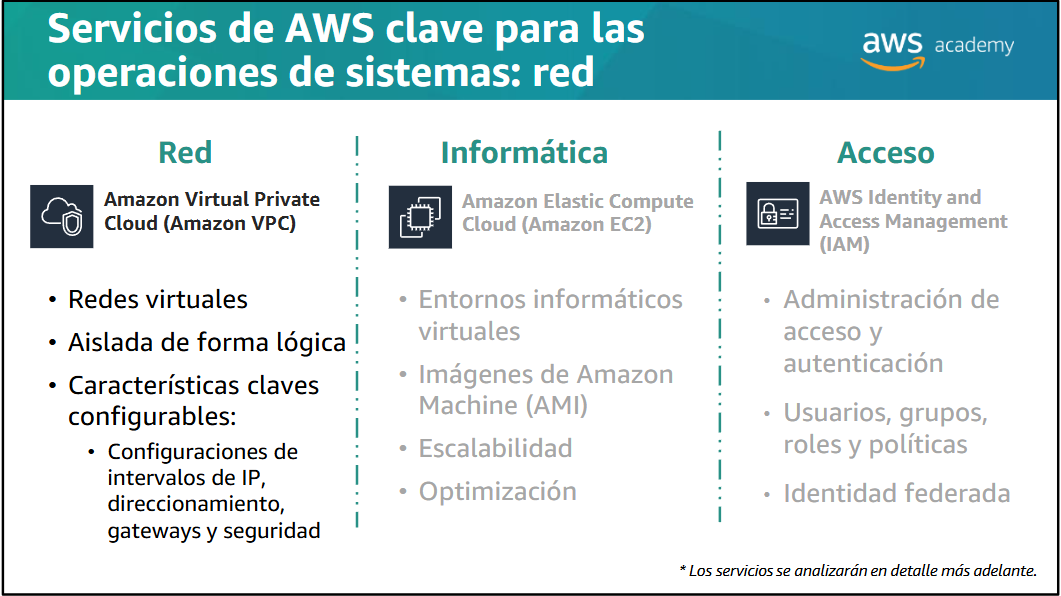 Servicios de AWS clave para las
operaciones de sistemas: red
aws academy
Red
Amazon Virtual Private
Cloud (Amazon VPC)
• Redes virtuales
• Aislada de forma lógica
• Características claves
configurables:
• Configuraciones de
intervalos de IP,
direccionamiento,
gateways y seguridad
Informática
Amazon Elastic Compute
Cloud (Amazon EC2)
• Entornos informáticos
virtuales
• Imágenes de Amazon
Machine (AMI)
• Escalabilidad
• Optimización
Acceso
AWS Identity and
Access Management
(IAM)
• Administración de
acceso y
autenticación
• Usuarios, grupos,
roles y políticas
• Identidad federada
* Los servicios se analizarán en detalle más adelante.